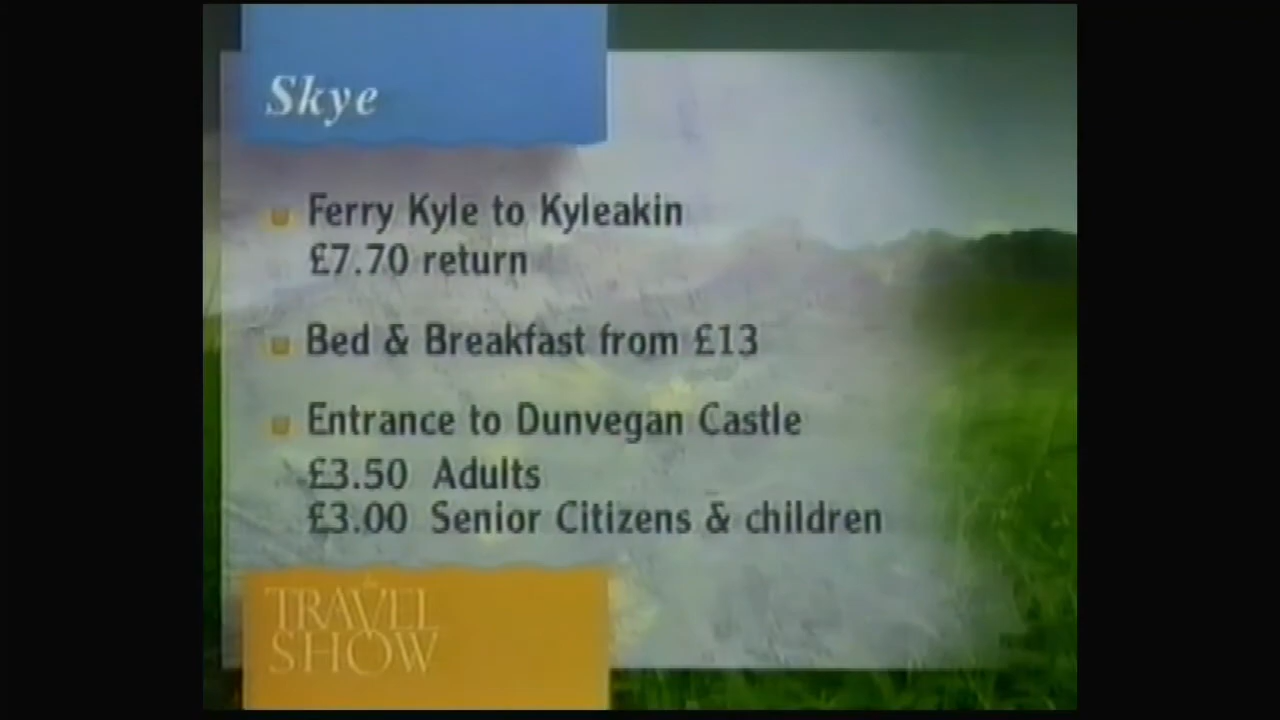 Skye
Ferry Kyle to Kyleakin
£7.70 return
Bed & Breakfast from £13
Entrance to Dunvegan Castle
£3.50 Adults
£3.00 Senior Citizens & children
TRAVEL
SHOW